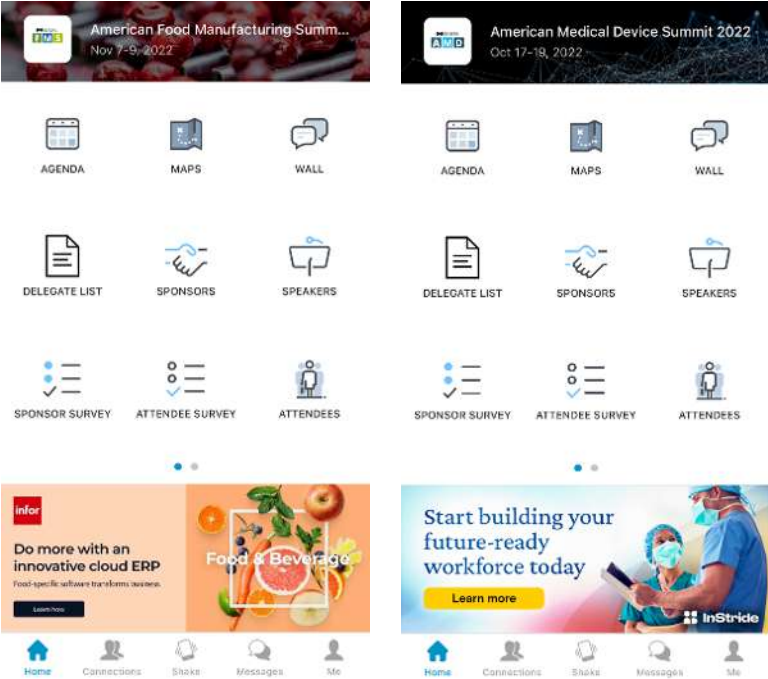 American Food Manufacturing Summ...
FMS
Nov 7-9, 2022
AGENDA
MAPS
WALL
DELEGATE LIST
SPONSORS
SPEAKERS
SPONSOR SURVEY
ATTENDEE SURVEY
ATTENDEES
infor
Do more with an
innovative cloud ERP
Food-specific software transforms business.
Learn more
Food & Beverage
Home
Connections
Shake
Messages
Me
American Medical Device Summit 2022
AMD
Oct 17-19, 2022
AGENDA
MAPS
WALL
DELEGATE LIST
SPONSORS
SPEAKERS
SPONSOR SURVEY
ATTENDEE SURVEY
ATTENDEES
Start building your
future-ready
workforce today
Learn more
InStride
Home
Connections
Shake
Messages
Me